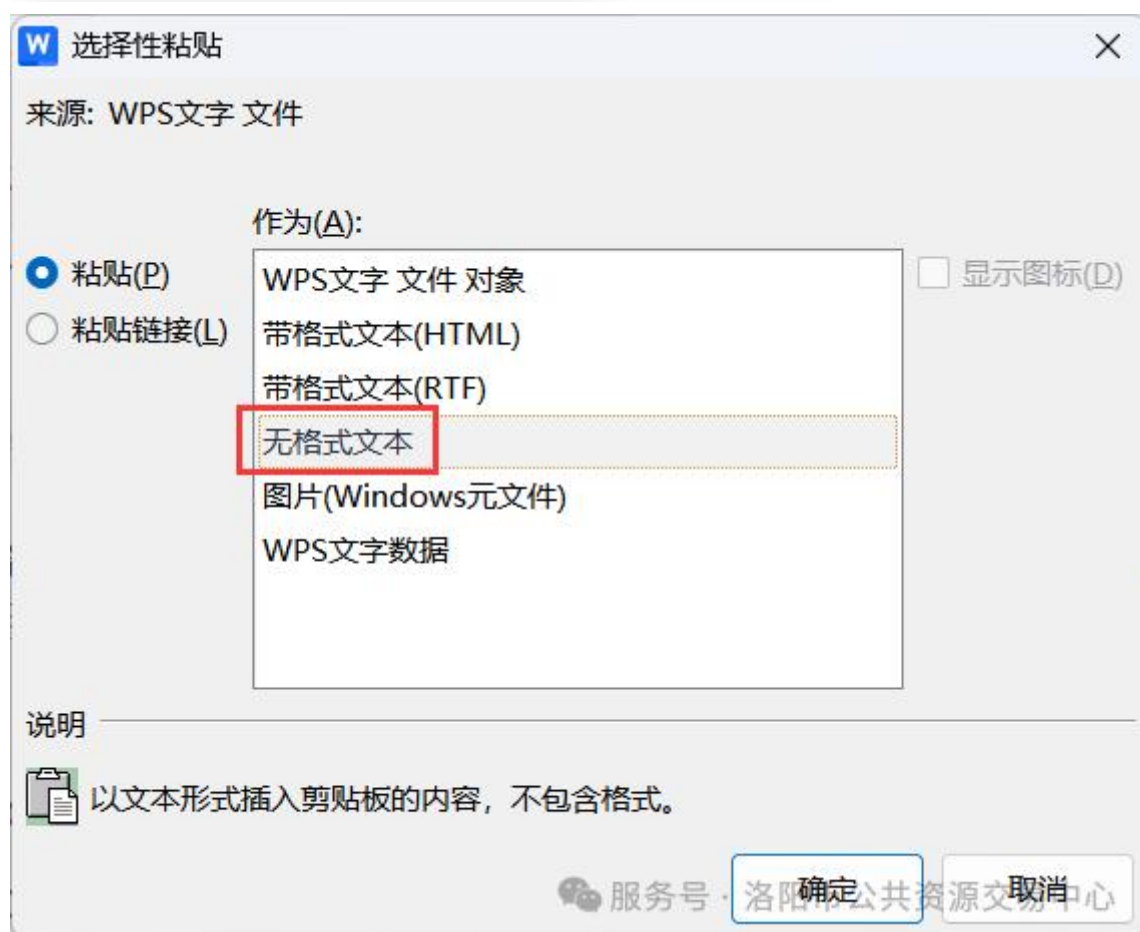 W 选择性粘贴
来源: WPS文字 文件
作为(A):
粘贴(P)
粘贴链接(L)
WPS文字 文件 对象
带格式文本(HTML)
带格式文本(RTF)
无格式文本
图片(Windows元文件)
WPS文字数据
显示图标(D)
说明
以文本形式插入剪贴板的内容，不包含格式。
确定
取消
服务号 · 洛阳市公共资源交易中心